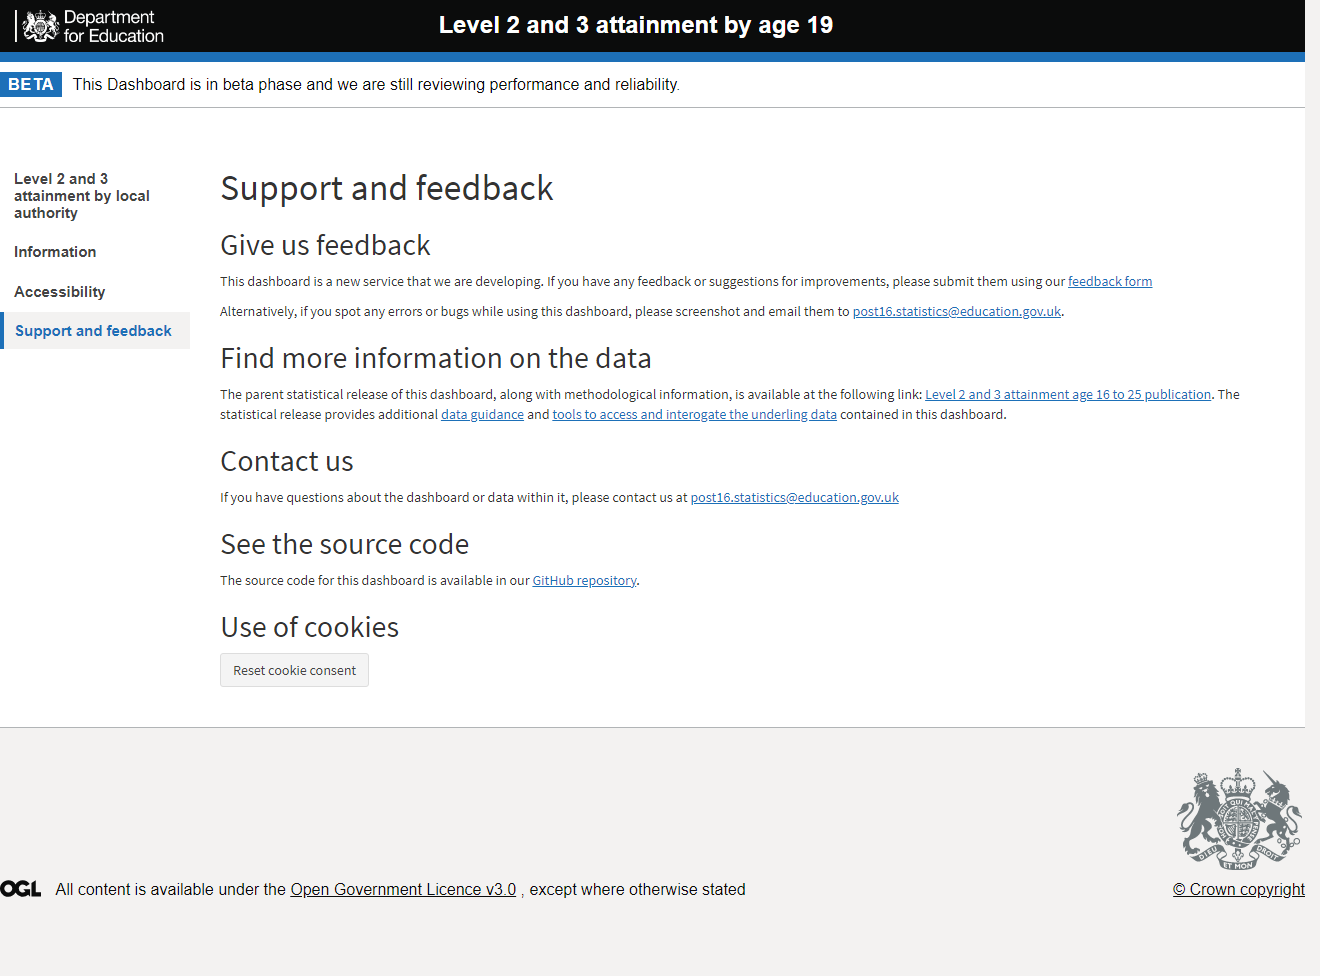 Department
for Education
Level 2 and 3 attainment by age 19
BETA This Dashboard is in beta phase and we are still reviewing performance and reliability.
Level 2 and 3
attainment by local
authority
Information
Accessibility
Support and feedback
Support and feedback
Give us feedback
This dashboard is a new service that we are developing. If you have any feedback or suggestions for improvements, please submit them using our feedback form
Alternatively, if you spot any errors or bugs while using this dashboard, please screenshot and email them to post16.statistics@education.gov.uk.
Find more information on the data
The parent statistical release of this dashboard, along with methodological information, is available at the following link: Level 2 and 3 attainment age 16 to 25 publication. The
statistical release provides additional data guidance and tools to access and interogate the underling data contained in this dashboard.
Contact us
If you have questions about the dashboard or data within it, please contact us at post16.statistics@education.gov.uk
See the source code
The source code for this dashboard is available in our GitHub repository.
Use of cookies
Reset cookie consent
DIEU ET MON DROIT
OGL All content is available under the Open Government Licence v3.0 , except where otherwise stated
© Crown copyright